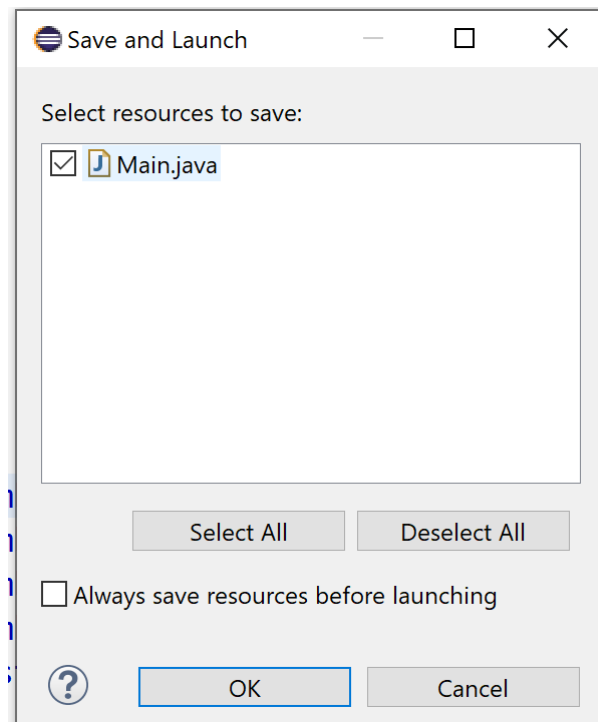 Save and Launch
Select resources to save:
Main.java
Select All Deselect All
Always save resources before launching
OK Cancel